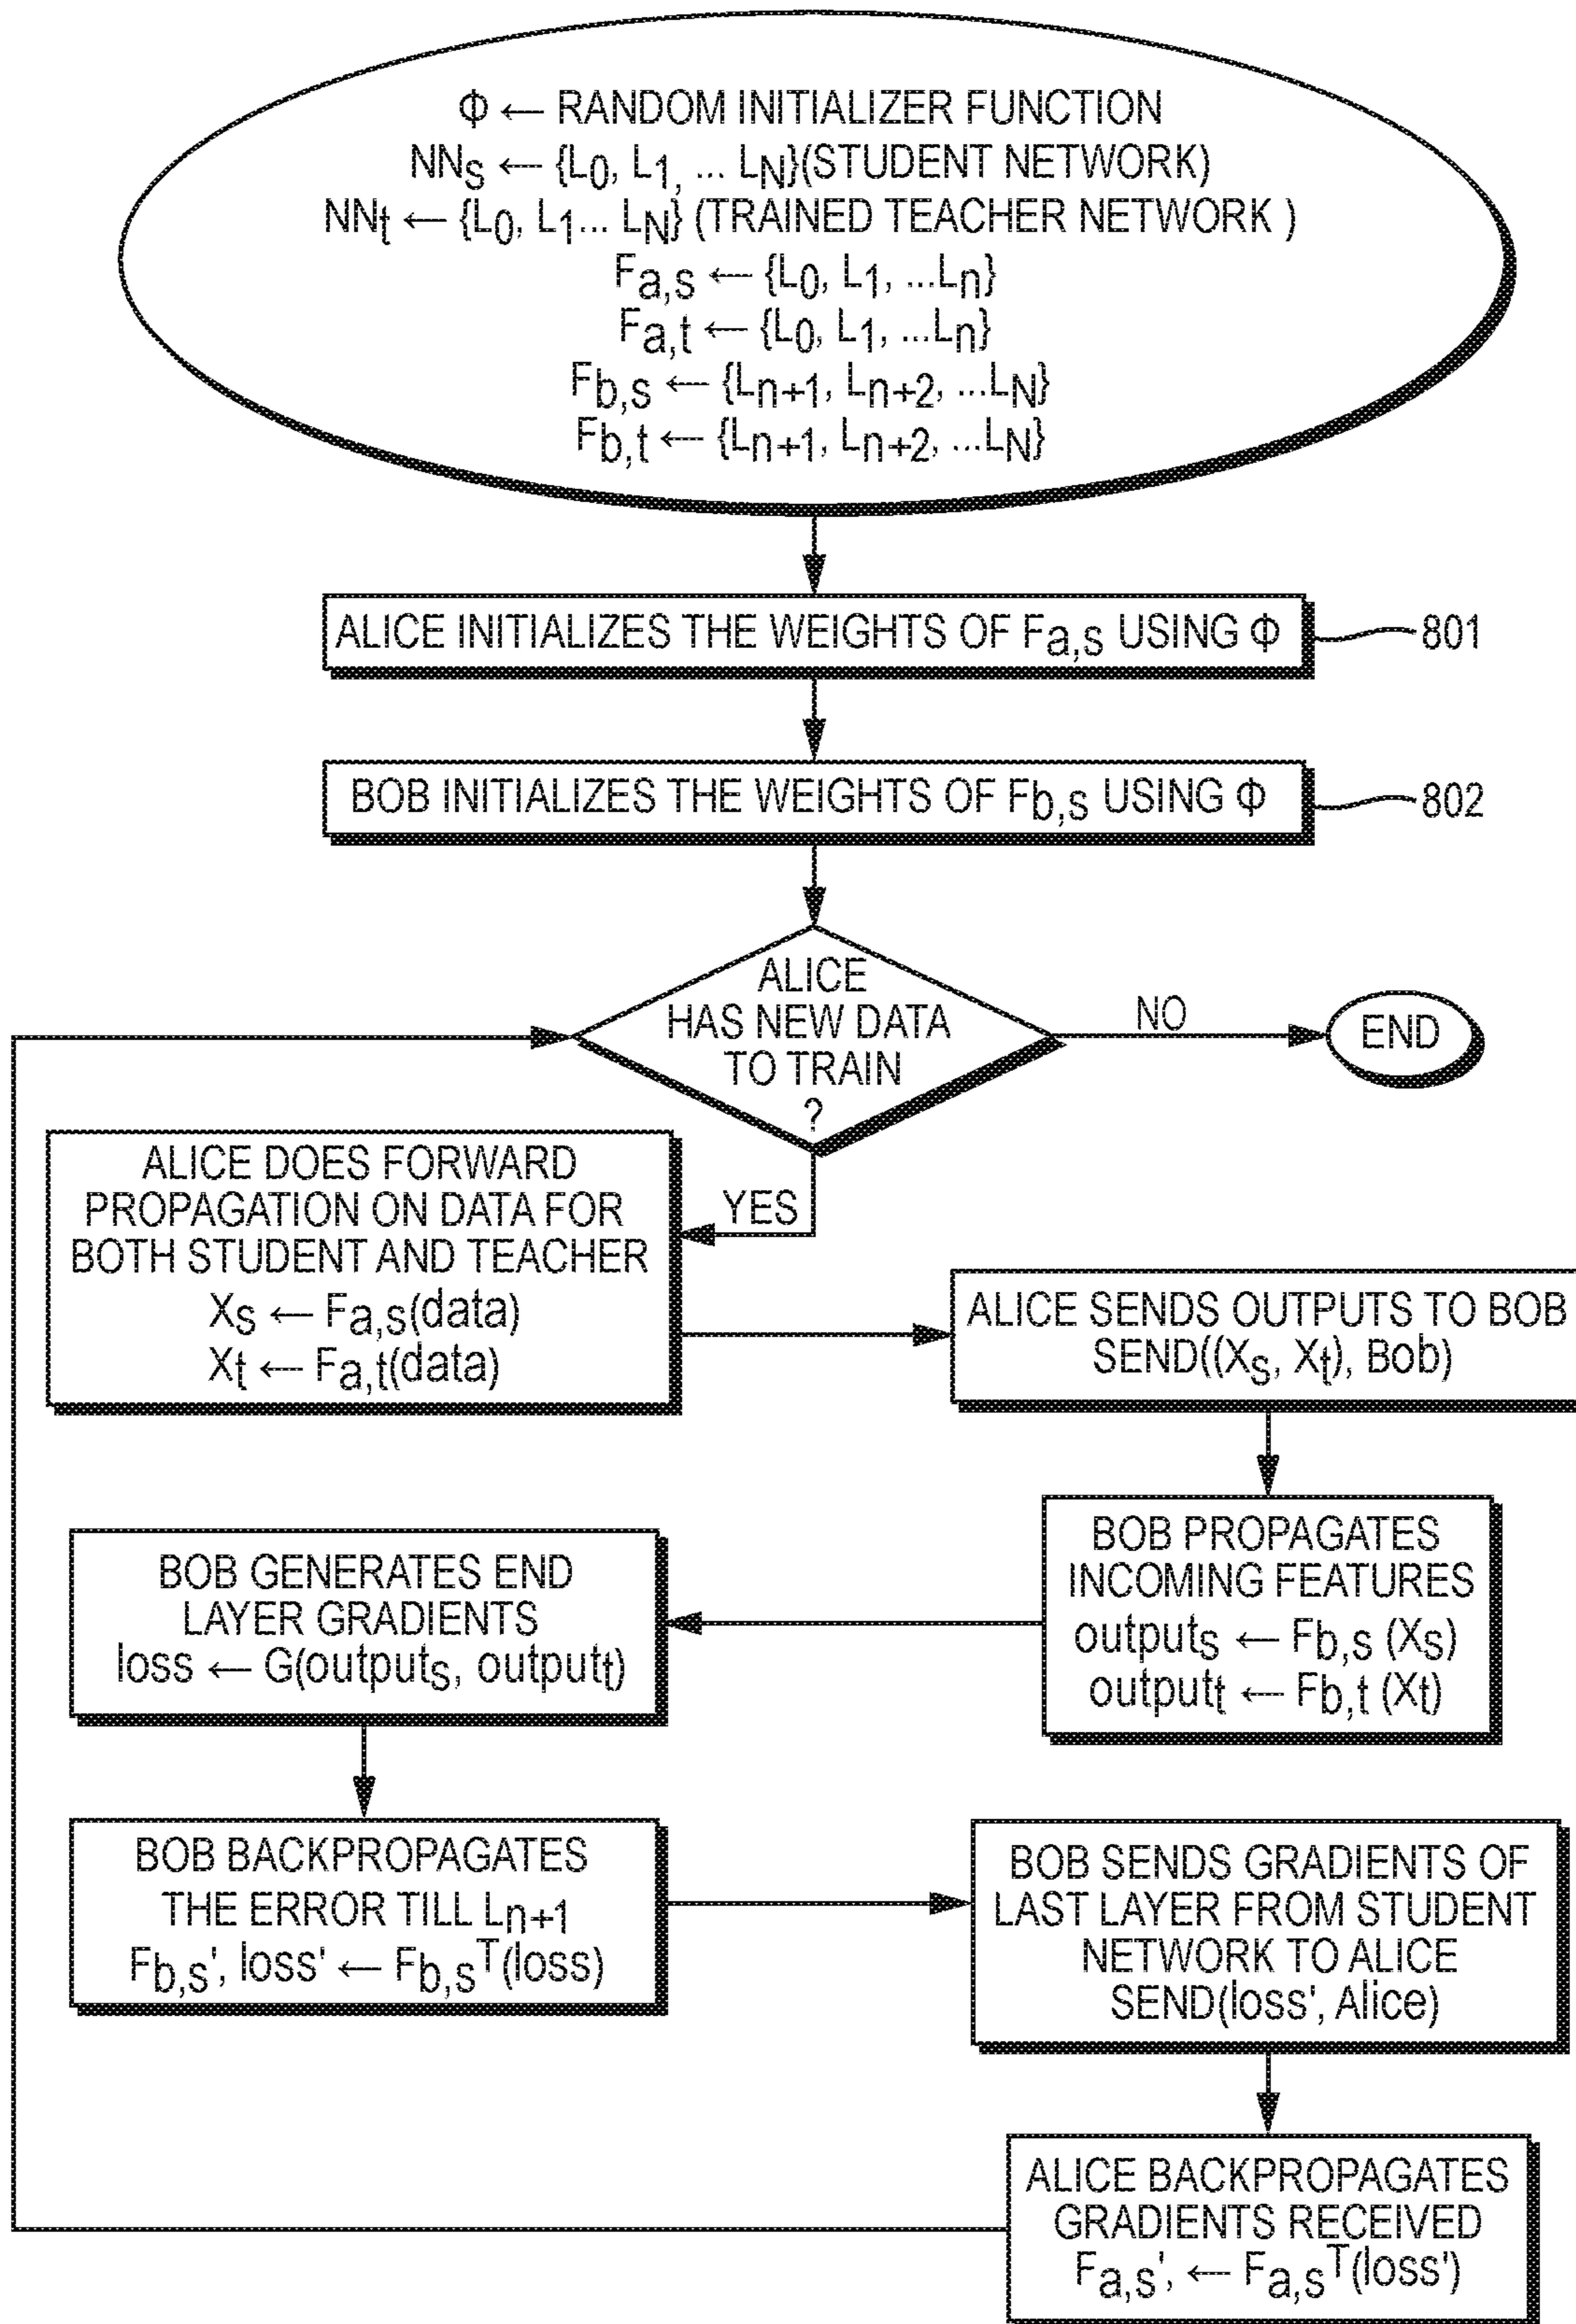 Φ ← RANDOM INITIALIZER FUNCTION
NNs ← {L0, L1, ... LN}(STUDENT NETWORK)
NNt ← {L0, L1... LN} (TRAINED TEACHER NETWORK )
Fa,s ← {L0, L1, ...Ln}
Fa,t ← {L0, L1, ...Ln}
Fb,s ← {Ln+1, Ln+2, ...LN}
Fb,t ← {Ln+1, Ln+2, ...LN}
ALICE INITIALIZES THE WEIGHTS OF Fa,s USING Φ
801
BOB INITIALIZES THE WEIGHTS OF Fb,s USING Φ
802
ALICE
HAS NEW DATA
TO TRAIN
?
NO
END
YES
ALICE DOES FORWARD
PROPAGATION ON DATA FOR
BOTH STUDENT AND TEACHER
Xs ← Fa,s(data)
Xt ← Fa,t(data)
ALICE SENDS OUTPUTS TO BOB
SEND((Xs, Xt), Bob)
BOB PROPAGATES
INCOMING FEATURES
outputs ← Fb,s (Xs)
outputt ← Fb,t (Xt)
BOB GENERATES END
LAYER GRADIENTS
loss ← G(outputs, outputt)
BOB BACKPROPAGATES
THE ERROR TILL Ln+1
Fb,s', loss' ← Fb,sT(loss)
BOB SENDS GRADIENTS OF
LAST LAYER FROM STUDENT
NETWORK TO ALICE
SEND(loss', Alice)
ALICE BACKPROPAGATES
GRADIENTS RECEIVED
Fa,s', ← Fa,sT(loss')